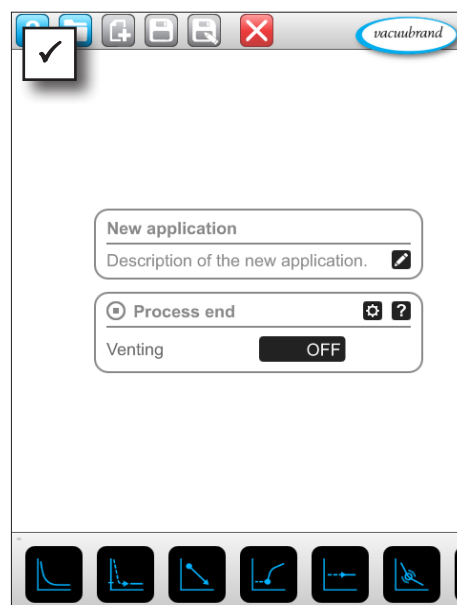 vacuubrand
New application
Description of the new application.
Process end
?
Venting
OFF